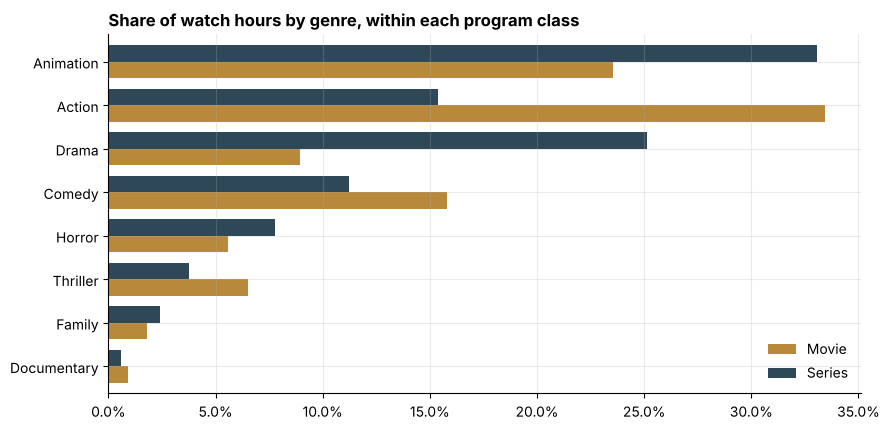 Share of watch hours by genre, within each program class
Animation
Action
Drama
Comedy
Horror
Thriller
Family
Documentary
Movie
Series
0.0% 5.0% 10.0% 15.0% 20.0% 25.0% 30.0% 35.0%